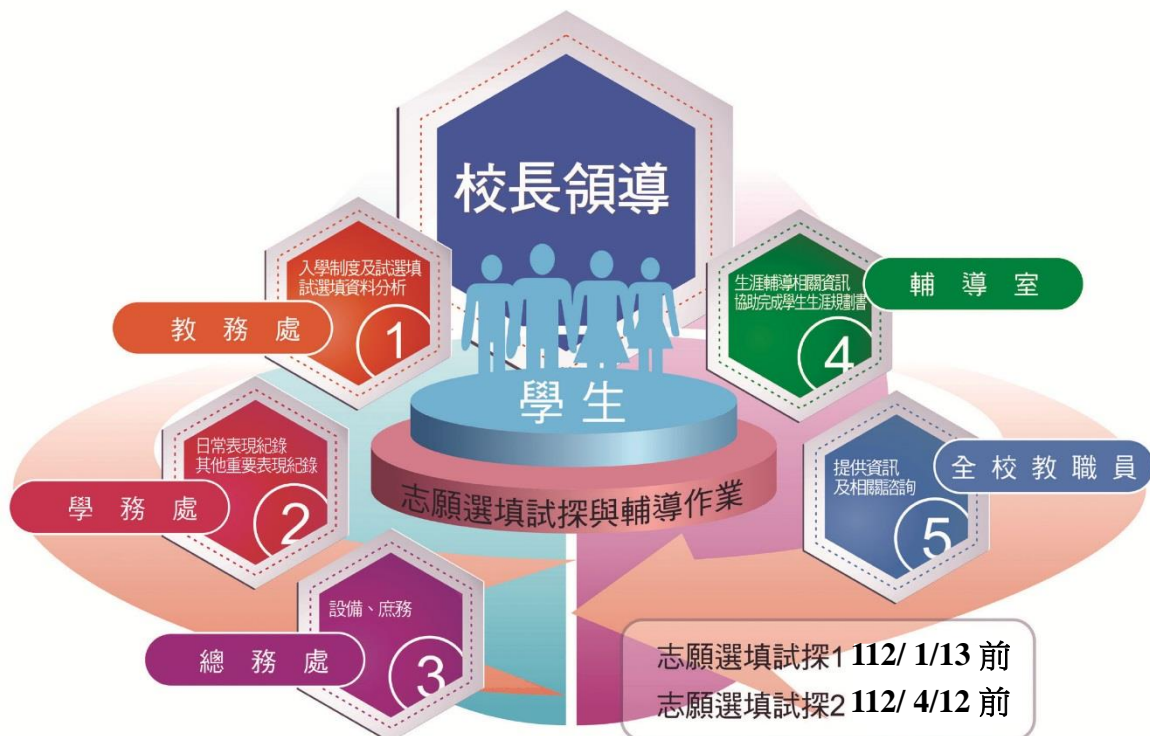 校長領導
入學制度及試選填
試選填資料分析
教務處
1
日常表現紀錄
其他重要表現紀錄
學務處
2
設備、庶務
總務處
3
生涯輔導相關資訊
協助完成學生生涯規劃書
輔導室
4
提供資訊
及相關諮詢
全校教職員
5
學生
志願選填試探與輔導作業
志願選填試探1 112/ 1/13 前
志願選填試探2 112/ 4/12 前